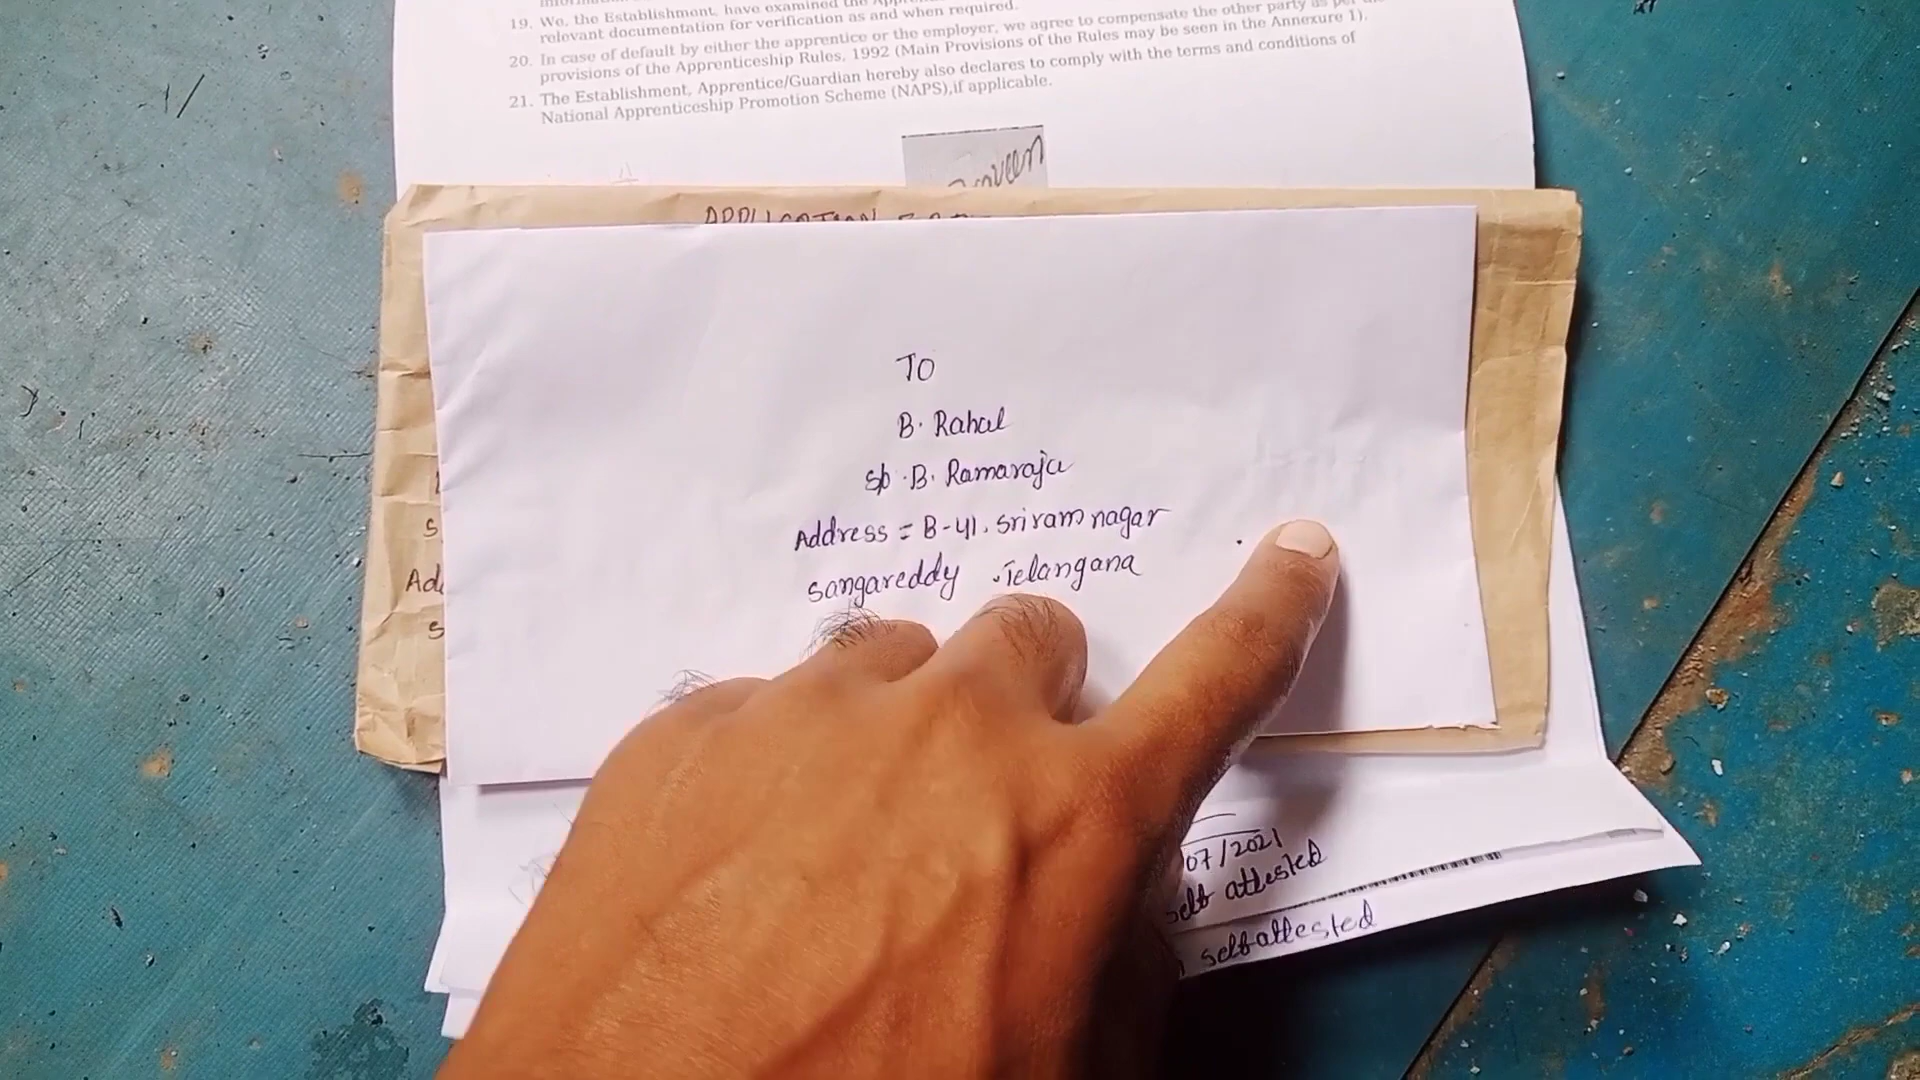 19. We, the Establishment, have examined the
relevant documentation for verification as and when required.
20. In case of default by either the apprentice or the employer, we agree to compensate the other party as per
provisions of the Apprenticeship Rules, 1992 (Main Provisions of the Rules may be seen in the Annexure 1).
21. The Establishment, Apprentice/Guardian hereby also declares to comply with the terms and conditions of
National Apprenticeship Promotion Scheme (NAPS),if applicable.
APPLICATION
TO
B. Rahul
S/o . B. Ramaraju
Address = B-41, Sriram nagar
Sangareddy . Telangana
07/2021
self attested
self attested